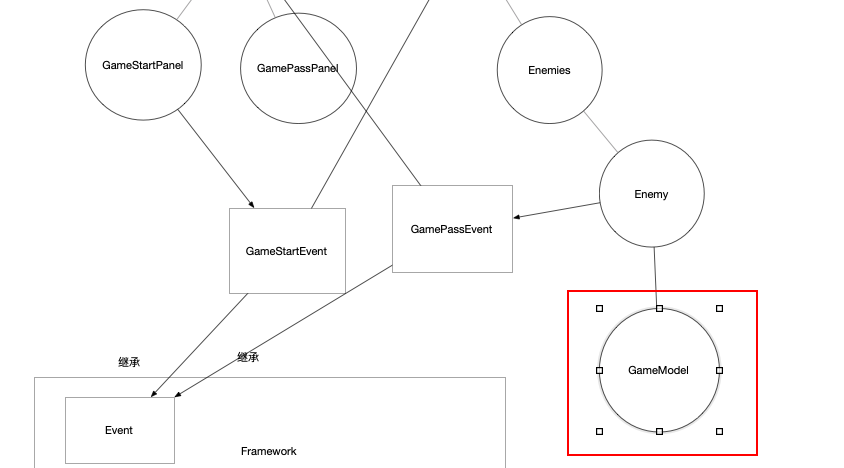 GameStartPanel
GamePassPanel
Enemies
Enemy
GamePassEvent
GameStartEvent
继承
继承
GameModel
Event
Framework